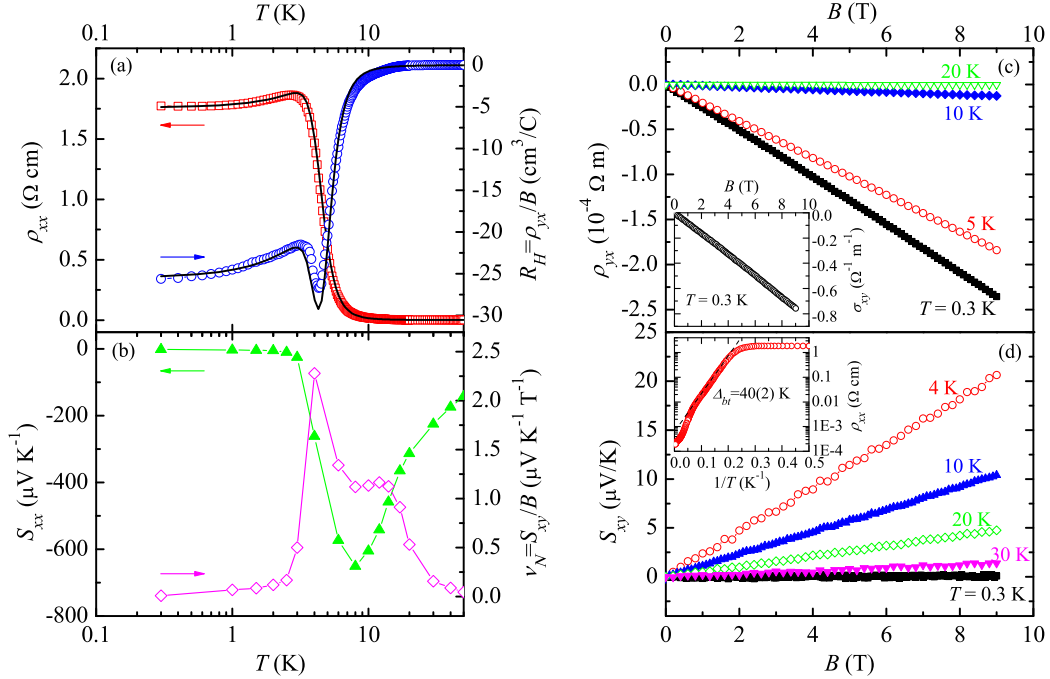 T (K)
0.1 1 10
(a)
2.0
1.5
1.0
0.5
0.0
ρxx (Ω cm)
0
-5
-10
-15
-20
-25
-30
RH=ρyx/B (cm³/C)
(b)
0
-200
-400
-600
-800
Sxx (μV K⁻¹)
2.5
2.0
1.5
1.0
0.5
0.0
νN=Sxy/B (μV K⁻¹ T⁻¹)
0.1 1 10
T (K)
B (T)
0 2 4 6 8 10
(c)
20 K
10 K
5 K
T = 0.3 K
0.0
-0.5
-1.0
-1.5
-2.0
-2.5
ρyx (10⁻⁴ Ω m)
B (T)
0 2 4 6 8 10
0.0
-0.2
-0.4
-0.6
-0.8
σxy (Ω⁻¹ m⁻¹)
T = 0.3 K
(d)
25
20
15
10
5
0
Sxy (μV/K)
4 K
10 K
20 K
30 K
T = 0.3 K
Δbt=40(2) K
1
0.1
0.01
1E-3
1E-4
ρxx (Ω cm)
0.0 0.1 0.2 0.3 0.4 0.5
1/T (K⁻¹)
0 2 4 6 8 10
B (T)